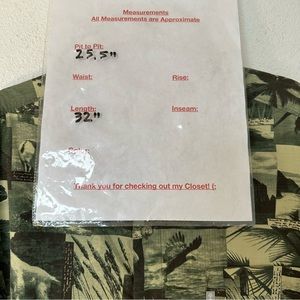 Measurements
All Measurements are Approximate
Pit to Pit:
25.5"
Waist: Rise:
Length: Inseam:
32"
Thank you for checking out my Closet! (: